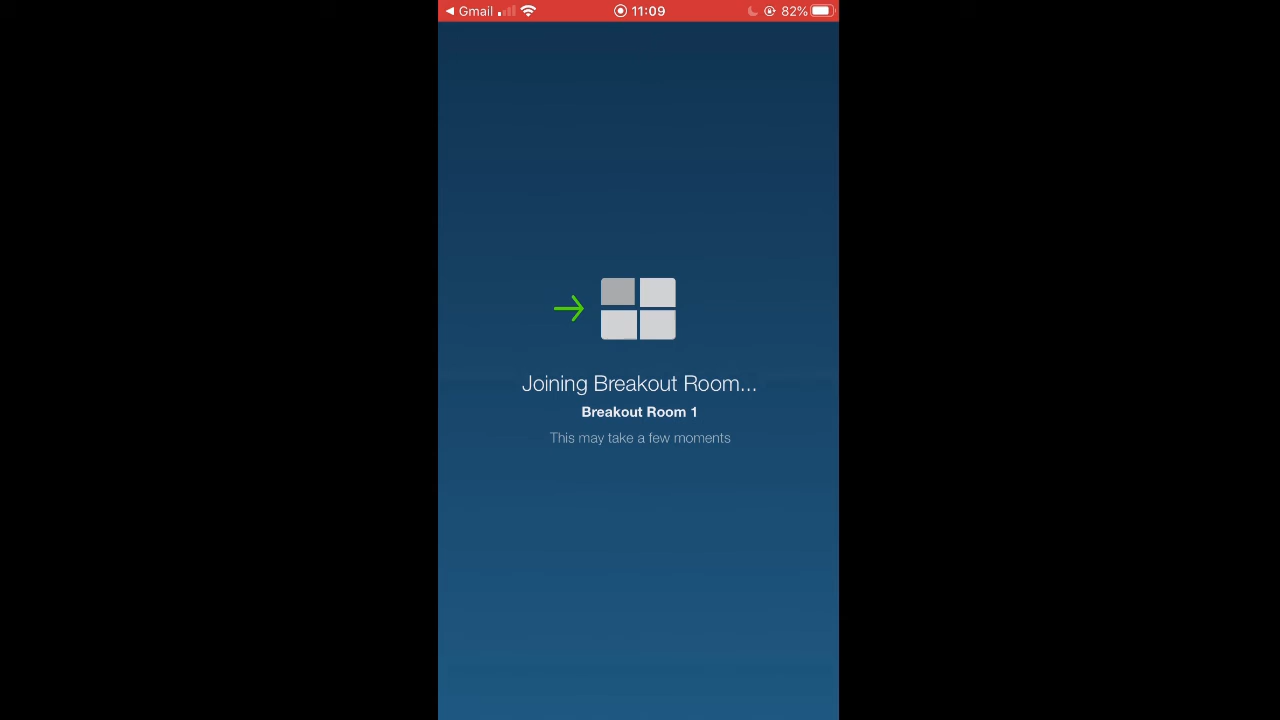 Gmail 11:09 82%
Joining Breakout Room...
Breakout Room 1
This may take a few moments